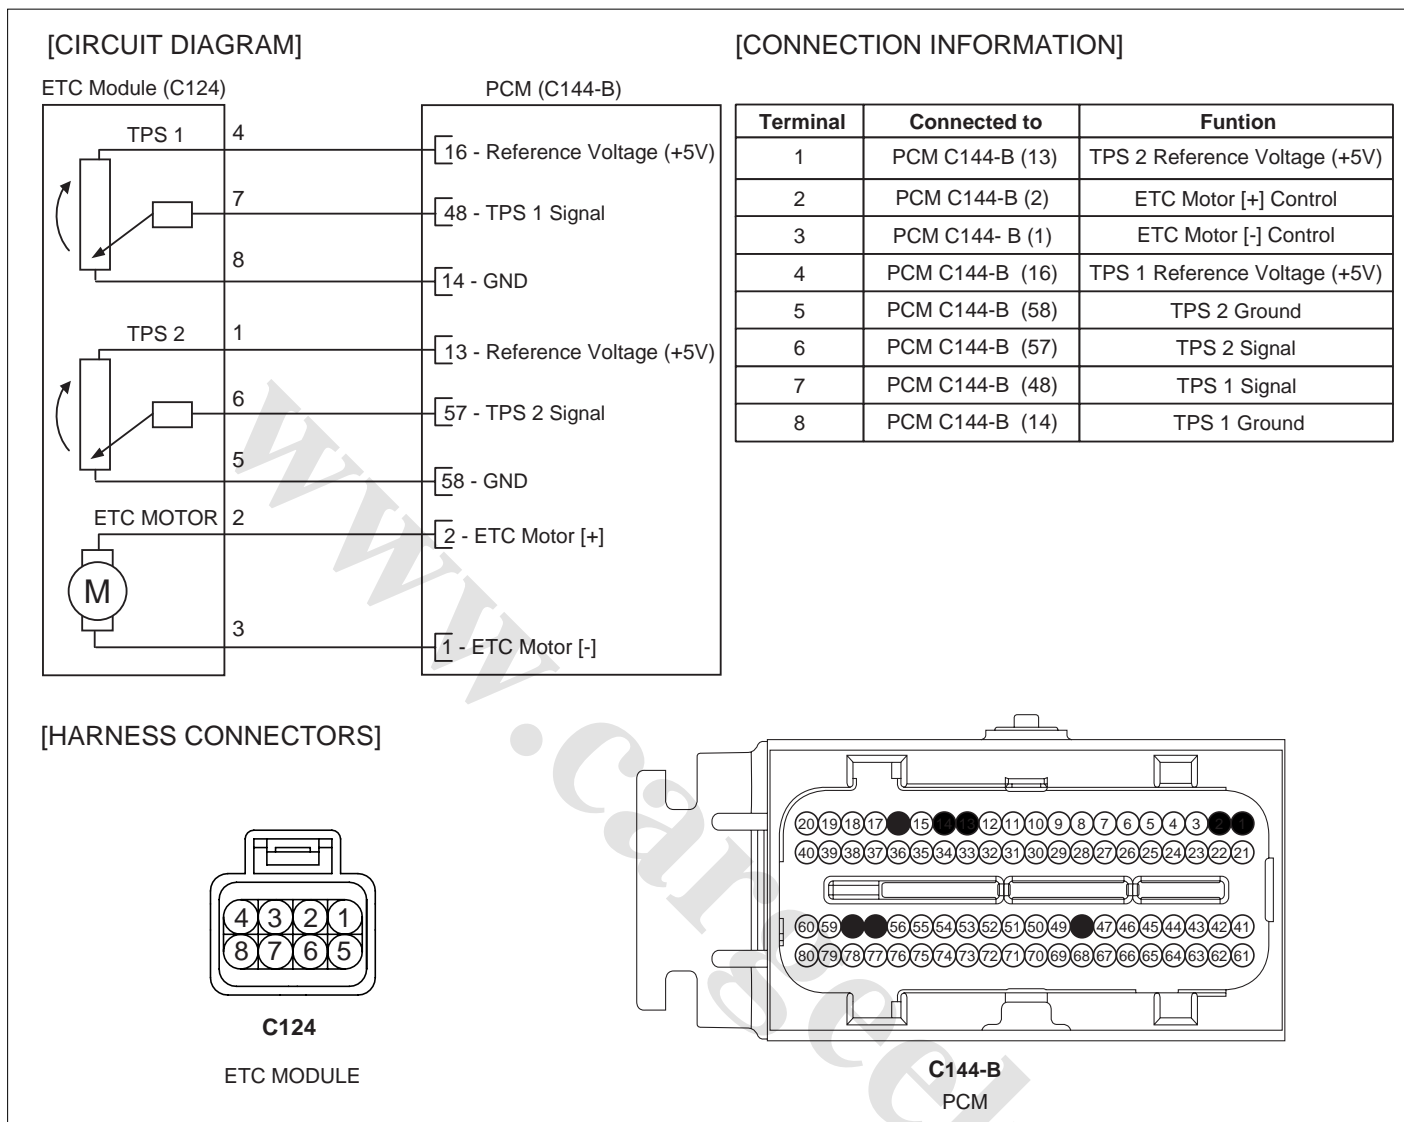 [CIRCUIT DIAGRAM]
ETC Module (C124)
PCM (C144-B)
TPS 1
4
16 - Reference Voltage (+5V)
7
48 - TPS 1 Signal
8
14 - GND
TPS 2
1
13 - Reference Voltage (+5V)
6
57 - TPS 2 Signal
5
58 - GND
ETC MOTOR
2
2 - ETC Motor [+]
M
3
1 - ETC Motor [-]
[CONNECTION INFORMATION]
Terminal Connected to Funtion
1 PCM C144-B (13) TPS 2 Reference Voltage (+5V)
2 PCM C144-B (2) ETC Motor [+] Control
3 PCM C144- B (1) ETC Motor [-] Control
4 PCM C144-B (16) TPS 1 Reference Voltage (+5V)
5 PCM C144-B (58) TPS 2 Ground
6 PCM C144-B (57) TPS 2 Signal
7 PCM C144-B (48) TPS 1 Signal
8 PCM C144-B (14) TPS 1 Ground
[HARNESS CONNECTORS]
4 3 2 1
8 7 6 5
C124
ETC MODULE
20 19 18 17 15 14 13 12 11 10 9 8 7 6 5 4 3 2 1
40 39 38 37 36 35 34 33 32 31 30 29 28 27 26 25 24 23 22 21
60 59 56 55 54 53 52 51 50 49 47 46 45 44 43 42 41
80 79 78 77 76 75 74 73 72 71 70 69 68 67 66 65 64 63 62 61
C144-B
PCM